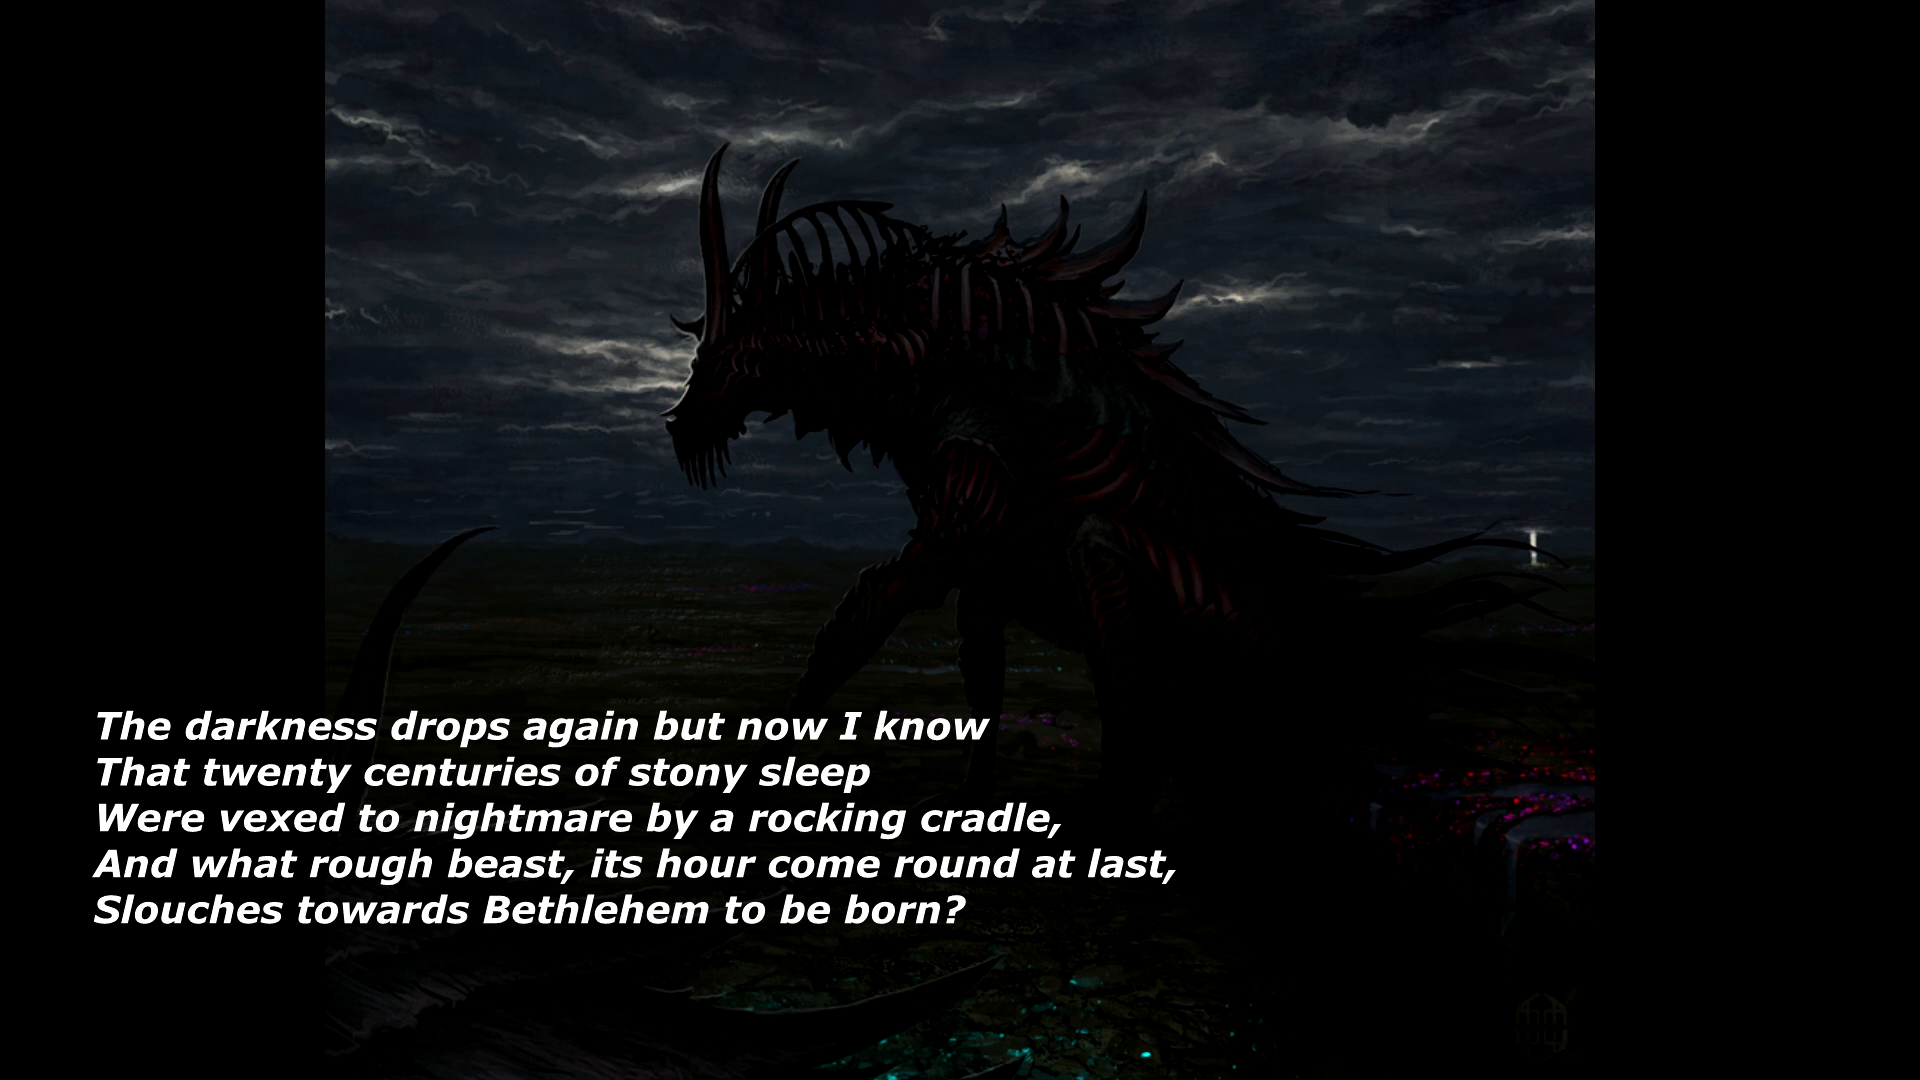 The darkness drops again but now I know
That twenty centuries of stony sleep
Were vexed to nightmare by a rocking cradle,
And what rough beast, its hour come round at last,
Slouches towards Bethlehem to be born?